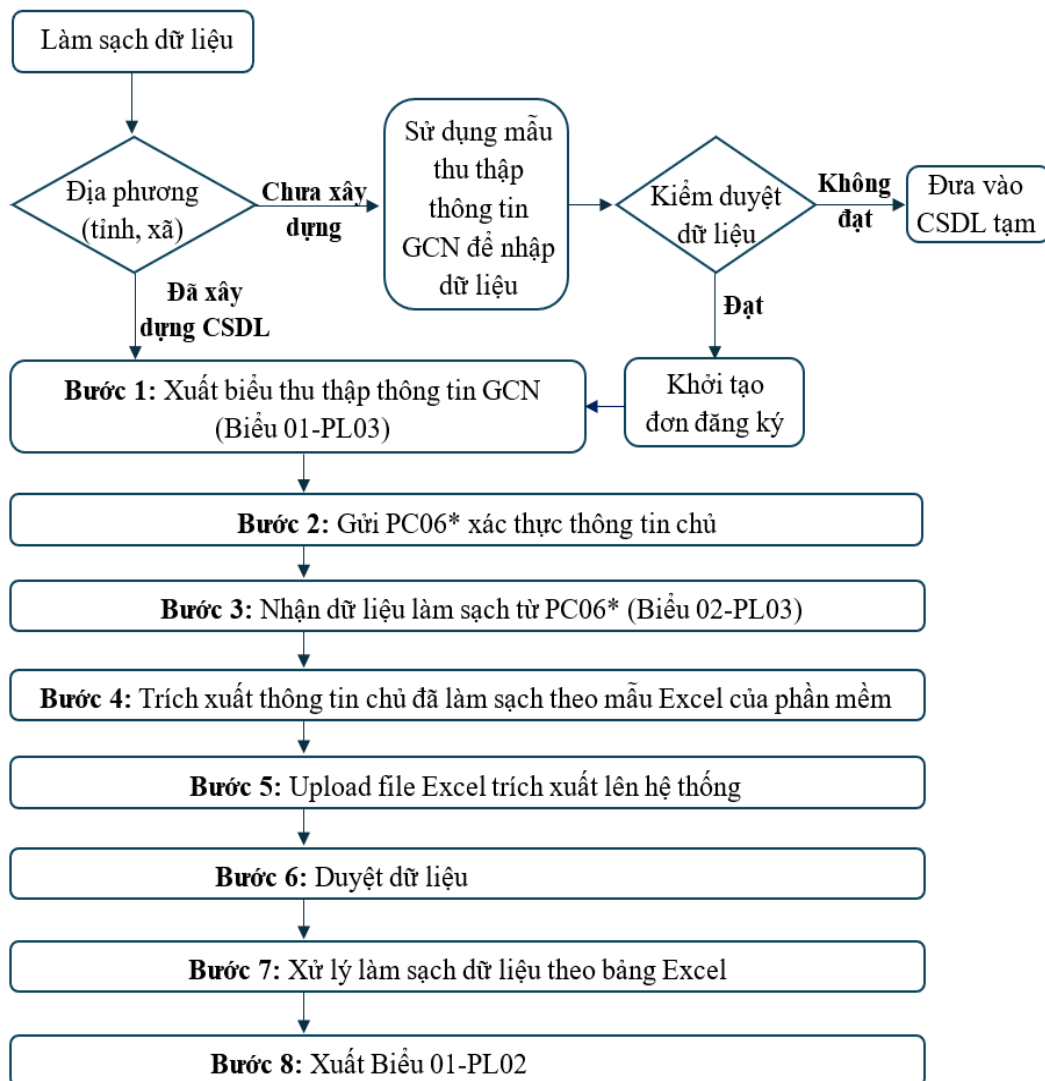 Làm sạch dữ liệu
Địa phương
(tỉnh, xã)
Chưa xây
dựng
Sử dụng mẫu
thu thập
thông tin
GCN để nhập
dữ liệu
Kiểm duyệt
dữ liệu
Không
đạt
Đưa vào
CSDL tạm
Đã xây
dựng CSDL
Đạt
Khởi tạo
đơn đăng ký
Bước 1: Xuất biểu thu thập thông tin GCN
(Biểu 01-PL03)
Bước 2: Gửi PC06* xác thực thông tin chủ
Bước 3: Nhận dữ liệu làm sạch từ PC06* (Biểu 02-PL03)
Bước 4: Trích xuất thông tin chủ đã làm sạch theo mẫu Excel của phần mềm
Bước 5: Upload file Excel trích xuất lên hệ thống
Bước 6: Duyệt dữ liệu
Bước 7: Xử lý làm sạch dữ liệu theo bảng Excel
Bước 8: Xuất Biểu 01-PL02